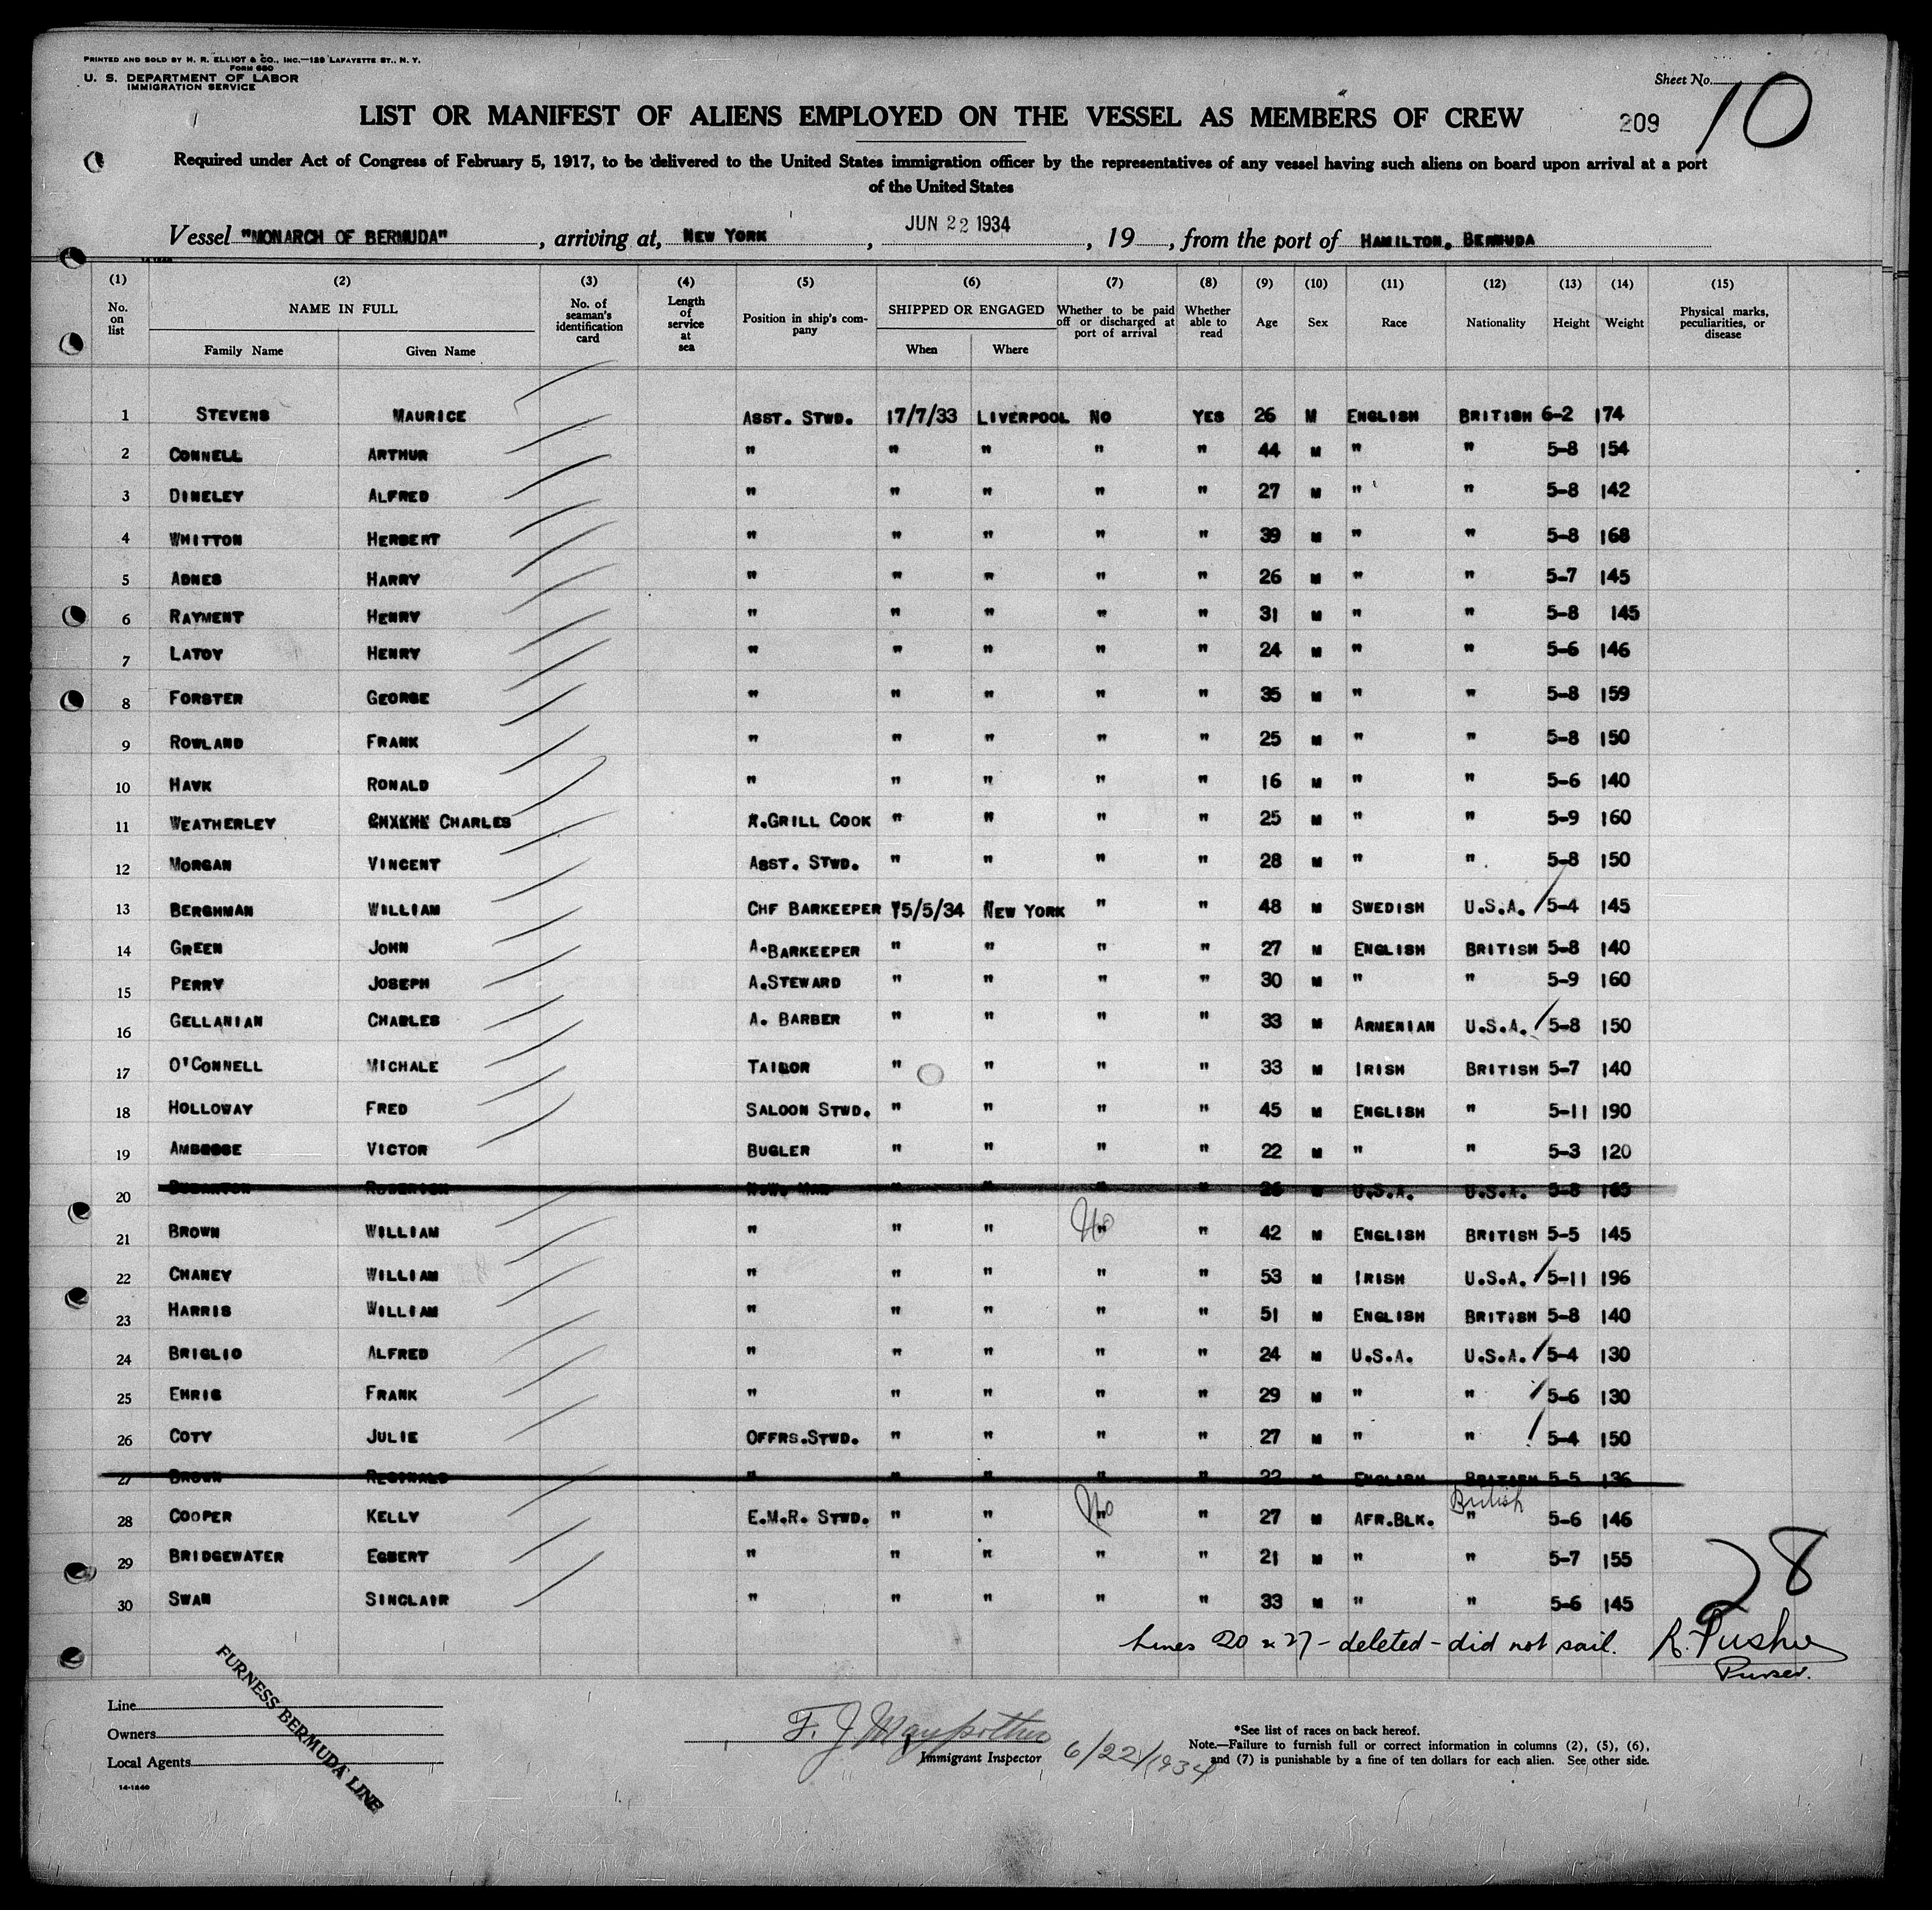 PRINTED AND SOLD BY H. R. ELLIOT & CO., INC.—129 LAFAYETTE ST., N. Y.
FORM 680
U. S. DEPARTMENT OF LABOR
IMMIGRATION SERVICE
Sheet No. 10
LIST OR MANIFEST OF ALIENS EMPLOYED ON THE VESSEL AS MEMBERS OF CREW
209
Required under Act of Congress of February 5, 1917, to be delivered to the United States immigration officer by the representatives of any vessel having such aliens on board upon arrival at a port
of the United States
Vessel "MONARCH OF BERMUDA", arriving at, NEW YORK, JUN 22 1934, 19, from the port of HAMILTON, BERMUDA
14-1240
(1) (2) (3) (4) (5) (6) (7) (8) (9) (10) (11) (12) (13) (14) (15)
No. on list NAME IN FULL Family Name Given Name No. of seaman's identification card Length of service at sea Position in ship's company SHIPPED OR ENGAGED When Where Whether to be paid off or discharged at port of arrival Whether able to read Age Sex Race Nationality Height Weight Physical marks, peculiarities, or disease
1 STEVENS MAURICE ASST. STWD. 17/7/33 LIVERPOOL NO YES 26 M ENGLISH BRITISH 6-2 174
2 CONNELL ARTHUR " " " " " 44 M " " 5-8 154
3 DINELEY ALFRED " " " " " 27 M " " 5-8 142
4 WHITTON HERBERT " " " " " 39 M " " 5-8 168
5 ADNES HARRY " " " " " 26 M " " 5-7 145
6 RAYMENT HENRY " " " " " 31 M " " 5-8 145
7 LATOY HENRY " " " " " 24 M " " 5-6 146
8 FORSTER GEORGE " " " " " 35 M " " 5-8 159
9 ROWLAND FRANK " " " " " 25 M " " 5-8 150
10 HAVK RONALD " " " " " 16 M " " 5-6 140
11 WEATHERLEY CHARLES A.GRILL COOK " " " " 25 M " " 5-9 160
12 MORGAN VINCENT ASST. STWD. " " " " 28 M " " 5-8 150
13 BERGHMAN WILLIAM CHF BARKEEPER 15/5/34 NEW YORK " " 48 M SWEDISH U.S.A. 5-4 145
14 GREEN JOHN A.BARKEEPER " " " " 27 M ENGLISH BRITISH 5-8 140
15 PERRY JOSEPH A.STEWARD " " " " 30 M " " 5-9 160
16 GELLANIAN CHARLES A. BARBER " " " " 33 M ARMENIAN U.S.A. 5-8 150
17 O'CONNELL MICHALE TAILOR " " " " 33 M IRISH BRITISH 5-7 140
18 HOLLOWAY FRED SALOON STWD. " " " " 45 M ENGLISH " 5-11 190
19 AMBROSE VICTOR BUGLER " " " " 22 M " " 5-3 120
20 " " " " 26 M U.S.A. U.S.A. 5-8 165
21 BROWN WILLIAM " " " No " 42 M ENGLISH BRITISH 5-5 145
22 CHANEY WILLIAM " " " " " 53 M IRISH U.S.A. 5-11 196
23 HARRIS WILLIAM " " " " " 51 M ENGLISH BRITISH 5-8 140
24 BRIGLIO ALFRED " " " " " 24 M U.S.A. U.S.A. 5-4 130
25 EHRIG FRANK " " " " " 29 M " " 5-6 130
26 COTY JULIE OFFRS.STWD. " " " " 27 M " " 5-4 150
27 BROWN REGINALD " " " " " 22 M ENGLISH BRITISH 5-5 136
28 COOPER KELLY E.M.R. STWD. " " No " 27 M AFR.BLK. British " 5-6 146
29 BRIDGEWATER EGBERT " " " " " 21 M " " 5-7 155
30 SWAN SINCLAIR " " " " " 33 M " " 5-6 145
28
Lines 20 & 27 - deleted - did not sail.
Purser.
Line
Owners
Local Agents
14-1240
FURNESS BERMUDA LINE
Immigrant Inspector 6/22/1934
*See list of races on back hereof.
Note.—Failure to furnish full or correct information in columns (2), (5), (6),
and (7) is punishable by a fine of ten dollars for each alien. See other side.